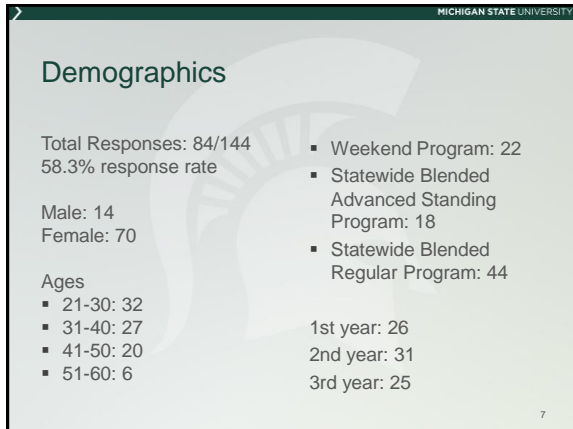 MICHIGAN STATE UNIVERSITY
Demographics
Total Responses: 84/144
58.3% response rate
Male: 14
Female: 70
Ages
▪ 21-30: 32
▪ 31-40: 27
▪ 41-50: 20
▪ 51-60: 6
▪ Weekend Program: 22
▪ Statewide Blended
Advanced Standing
Program: 18
▪ Statewide Blended
Regular Program: 44
1st year: 26
2nd year: 31
3rd year: 25
7